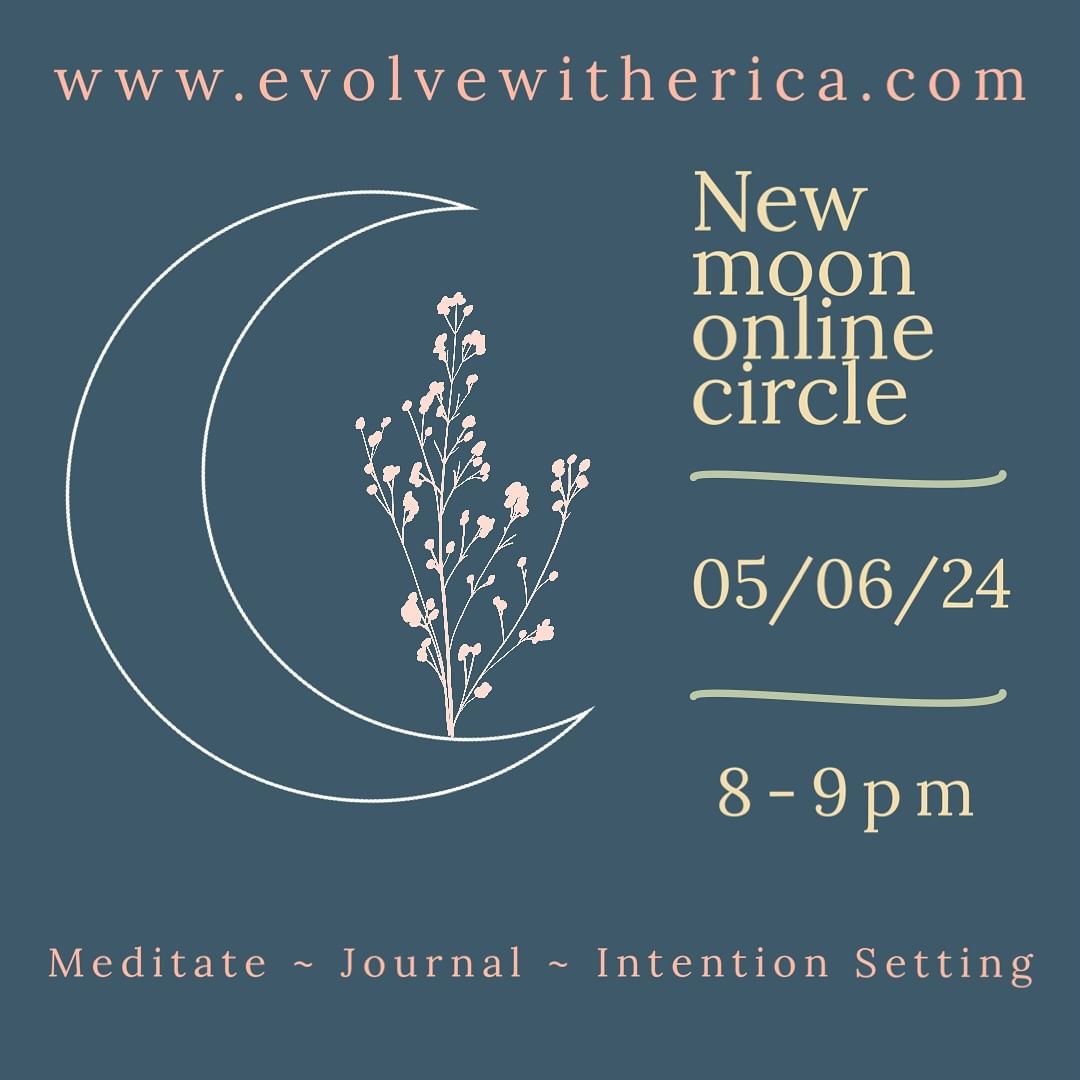 www.evolvewitherica.com
New
moon
online
circle
05/06/24
8-9pm
Meditate ~ Journal ~ Intention Setting